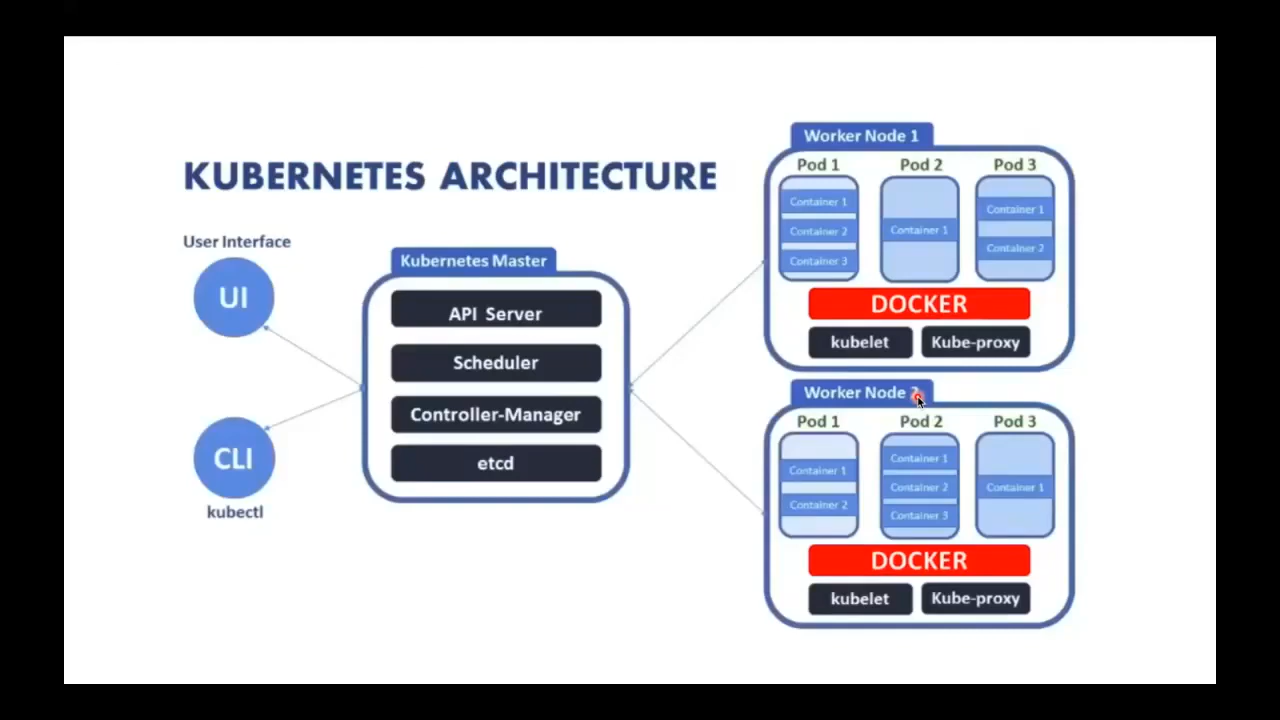 KUBERNETES ARCHITECTURE
User Interface
UI
CLI
kubectl
Kubernetes Master
API Server
Scheduler
Controller-Manager
etcd
Worker Node 1
Pod 1
Pod 2
Pod 3
Container 1
Container 2
Container 3
Container 1
Container 1
Container 2
DOCKER
kubelet
Kube-proxy
Worker Node
Pod 1
Pod 2
Pod 3
Container 1
Container 2
Container 1
Container 2
Container 3
Container 1
DOCKER
kubelet
Kube-proxy